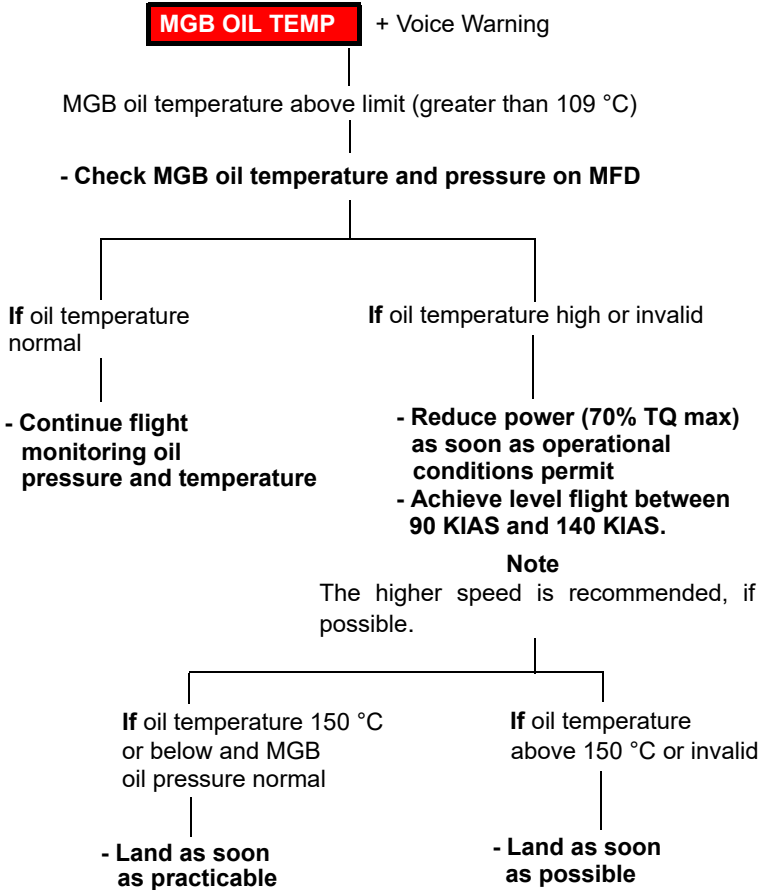 MGB OIL TEMP + Voice Warning
MGB oil temperature above limit (greater than 109 °C)
- Check MGB oil temperature and pressure on MFD
If oil temperature
normal
- Continue flight
monitoring oil
pressure and temperature
If oil temperature high or invalid
- Reduce power (70% TQ max)
as soon as operational
conditions permit
- Achieve level flight between
90 KIAS and 140 KIAS.
Note
The higher speed is recommended, if
possible.
If oil temperature 150 °C
or below and MGB
oil pressure normal
- Land as soon
as practicable
If oil temperature
above 150 °C or invalid
- Land as soon
as possible